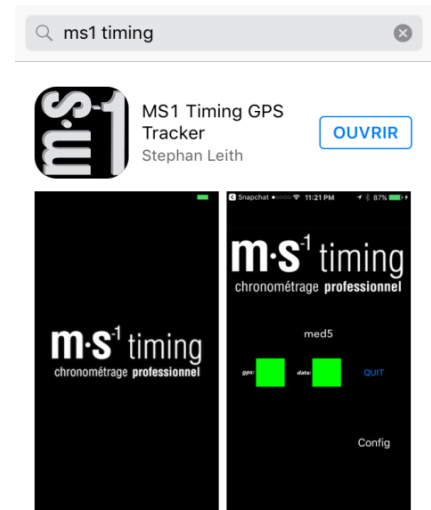 ms1 timing
m·s-1
MS1 Timing GPS
Tracker
Stephan Leith
OUVRIR
m·s-1 timing
chronométrage professionnel
Snapchat 11:21 PM 87%
m·s-1 timing
chronométrage professionnel
med5
gps: data: QUIT
Config